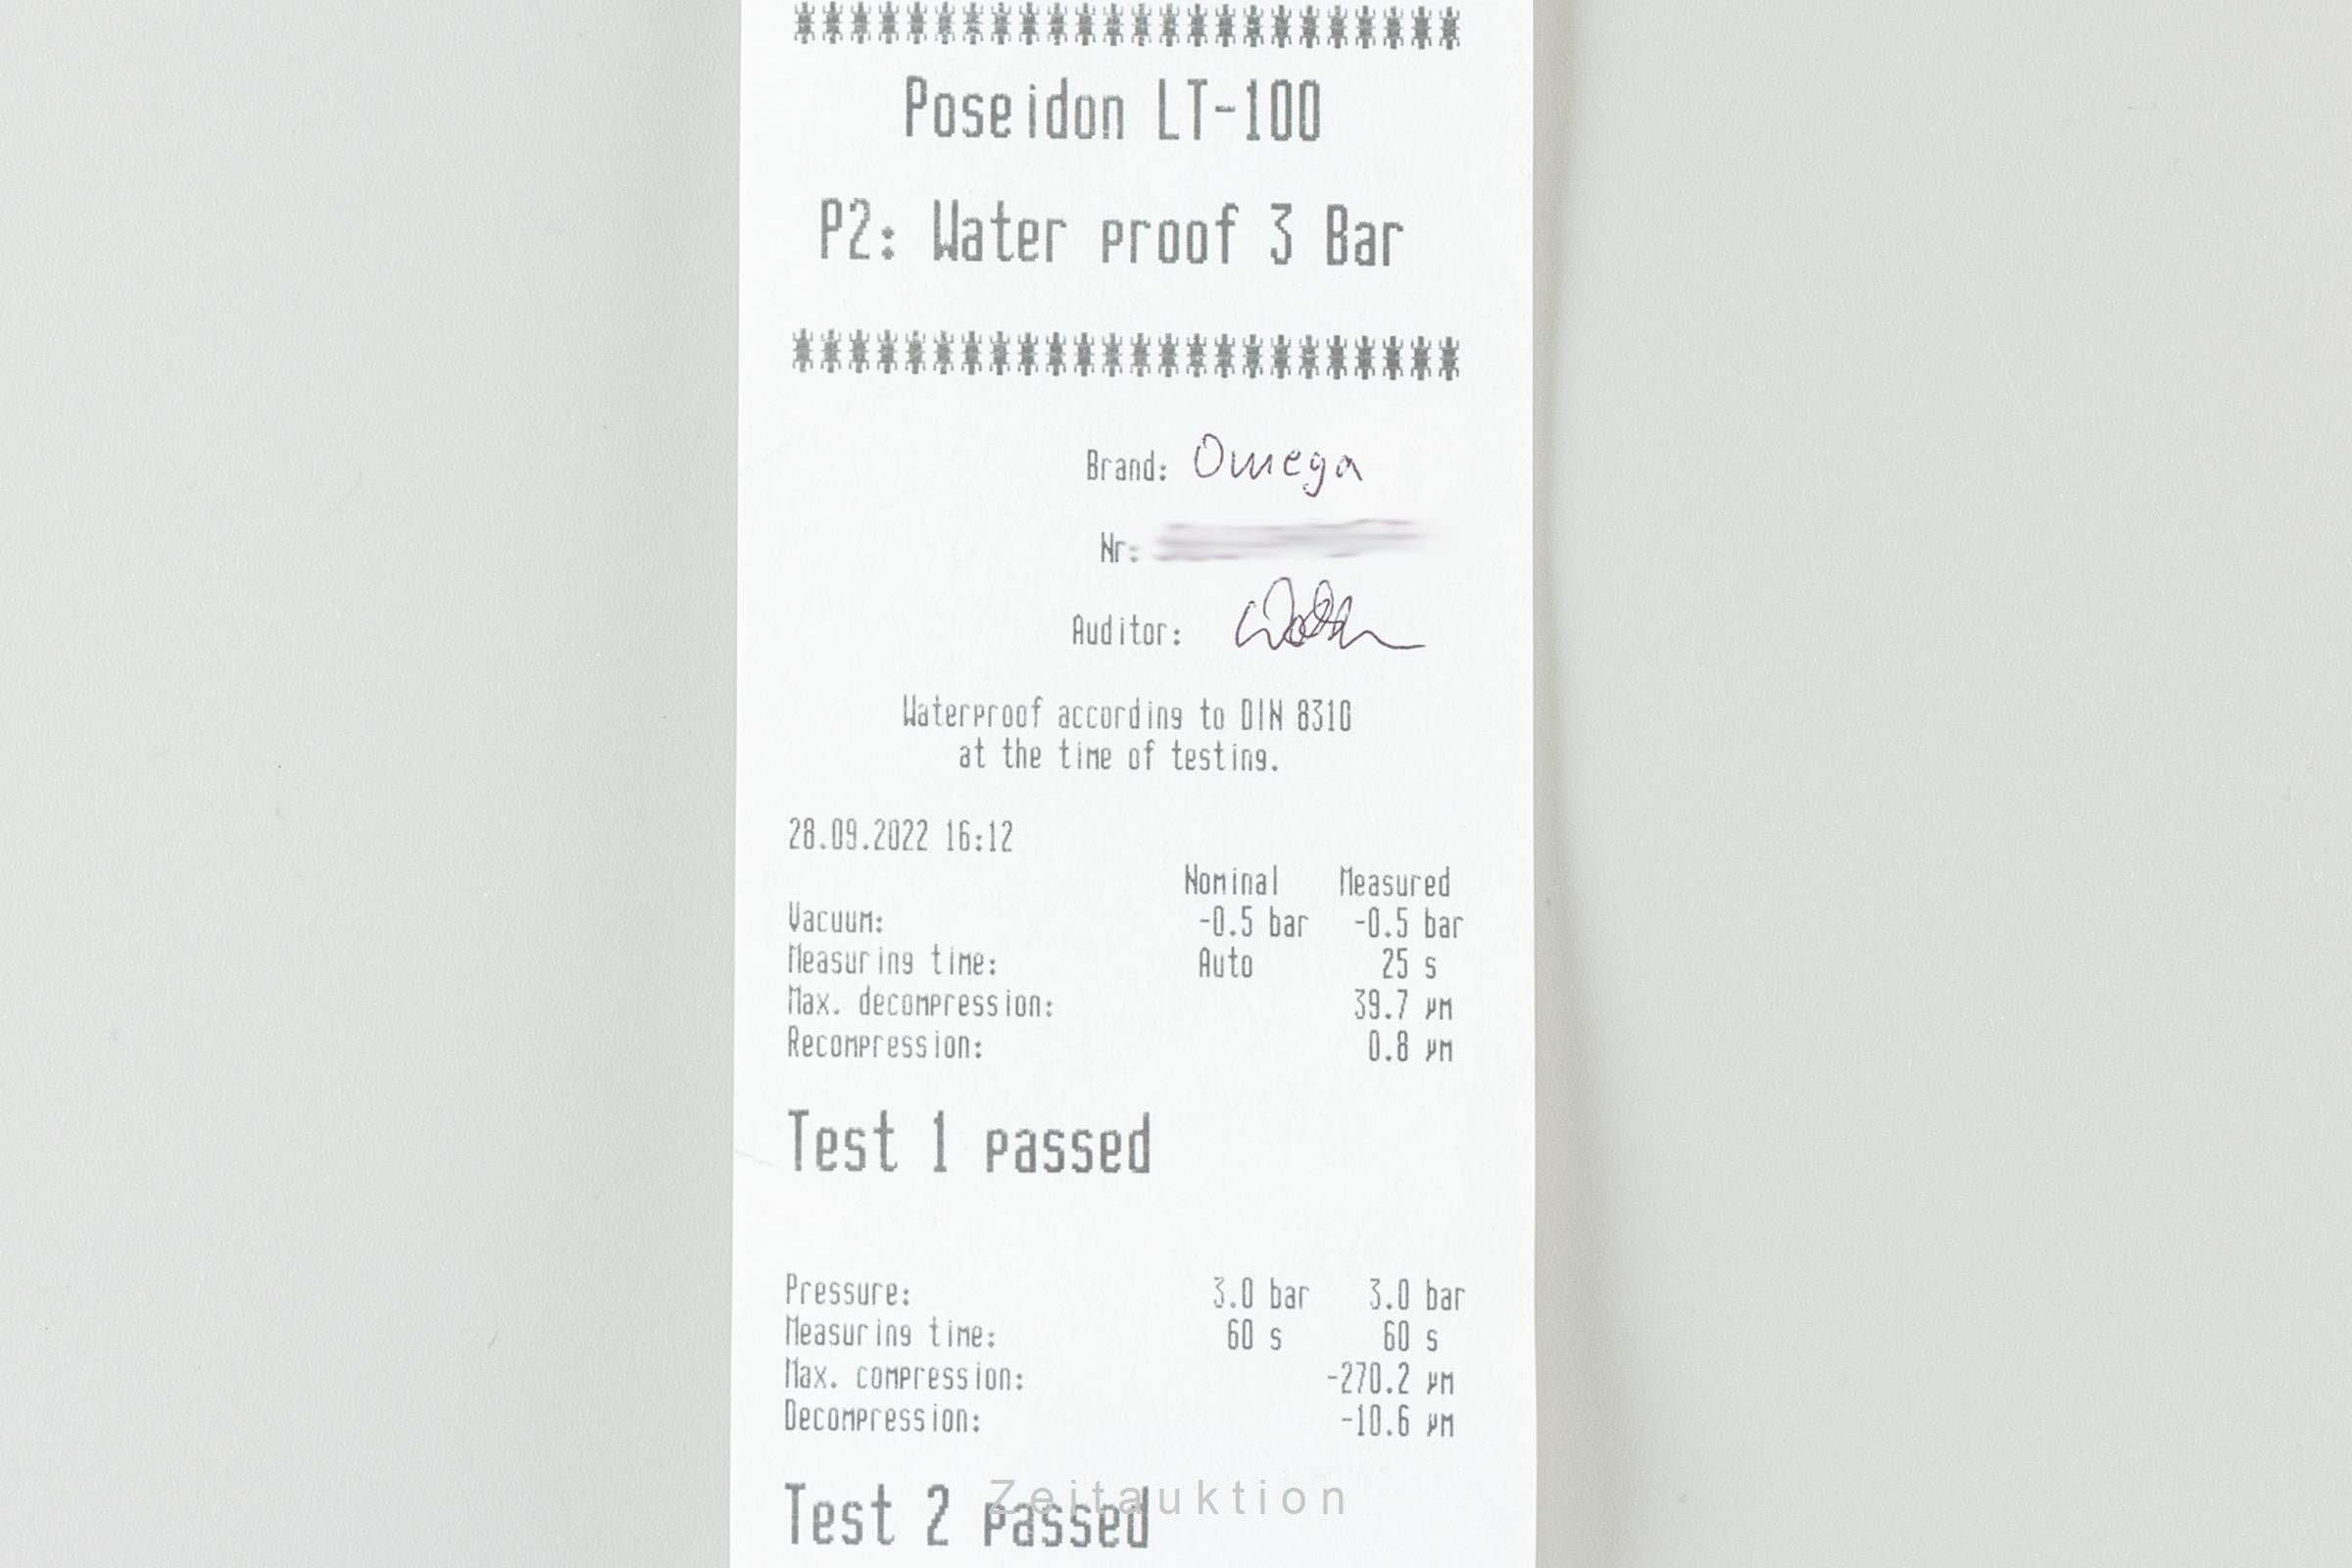 ************************
Poseidon LT-100
P2: Water proof 3 Bar
************************
Brand: Omega
Nr:
Auditor:
Waterproof according to DIN 8310
at the time of testing.
28.09.2022 16:12
Nominal Measured
Vacuum: -0.5 bar -0.5 bar
Measuring time: Auto 25 s
Max. decompression: 39.7 µm
Recompression: 0.8 µm
Test 1 passed
Pressure: 3.0 bar 3.0 bar
Measuring time: 60 s 60 s
Max. compression: -270.2 µm
Decompression: -10.6 µm
Test 2 passed
Zeitauktion